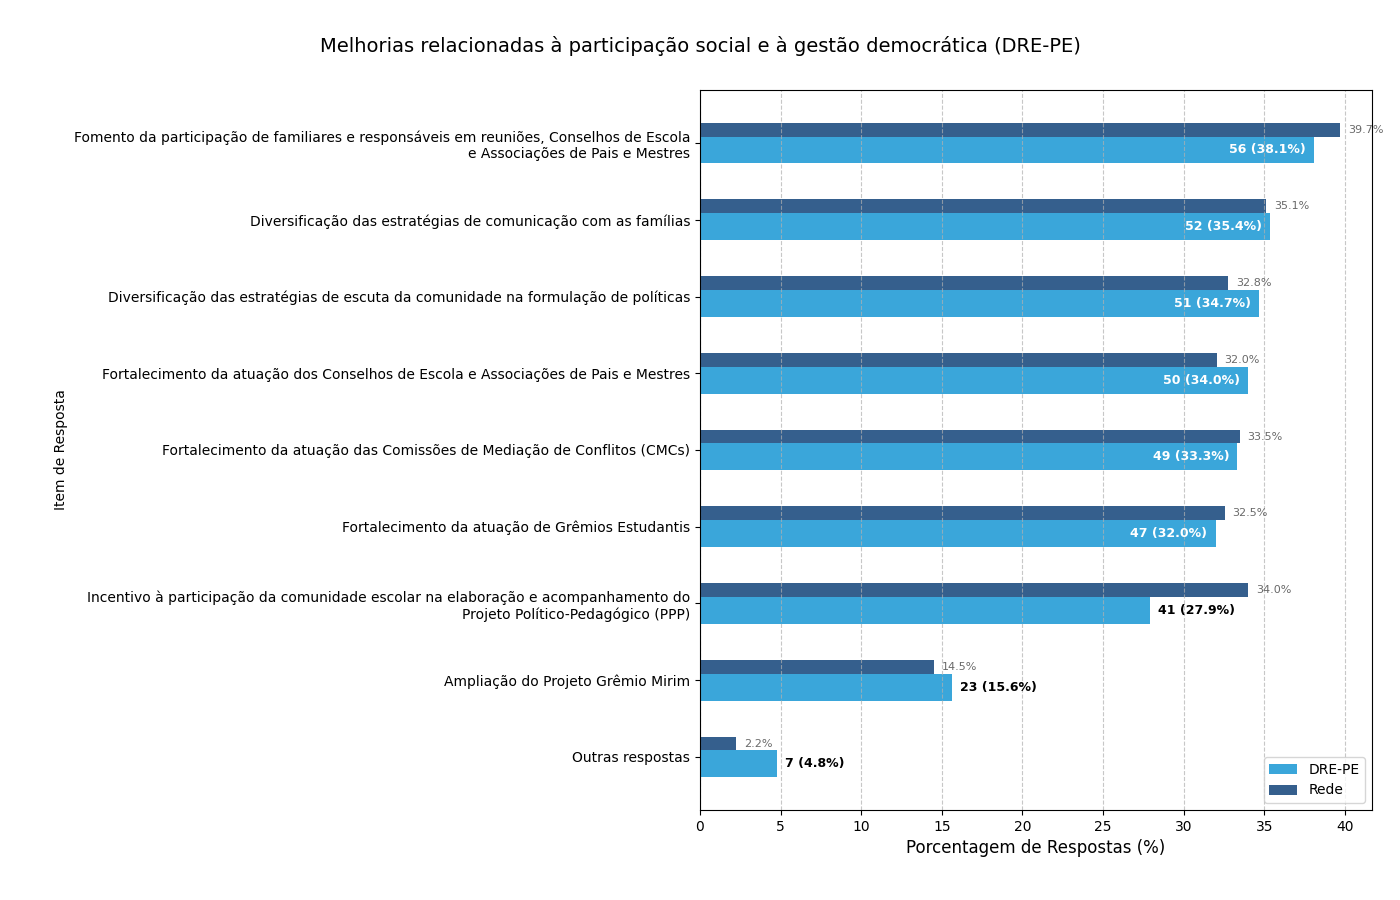 Melhorias relacionadas à participação social e à gestão democrática (DRE-PE)
Fomento da participação de familiares e responsáveis em reuniões, Conselhos de Escola
e Associações de Pais e Mestres
39.7%
56 (38.1%)
Diversificação das estratégias de comunicação com as famílias
35.1%
52 (35.4%)
Diversificação das estratégias de escuta da comunidade na formulação de políticas
32.8%
51 (34.7%)
Fortalecimento da atuação dos Conselhos de Escola e Associações de Pais e Mestres
32.0%
50 (34.0%)
Fortalecimento da atuação das Comissões de Mediação de Conflitos (CMCs)
33.5%
49 (33.3%)
Fortalecimento da atuação de Grêmios Estudantis
32.5%
47 (32.0%)
Incentivo à participação da comunidade escolar na elaboração e acompanhamento do
Projeto Político-Pedagógico (PPP)
34.0%
41 (27.9%)
Ampliação do Projeto Grêmio Mirim
14.5%
23 (15.6%)
Outras respostas
2.2%
7 (4.8%)
Item de Resposta
DRE-PE
Rede
0 5 10 15 20 25 30 35 40
Porcentagem de Respostas (%)